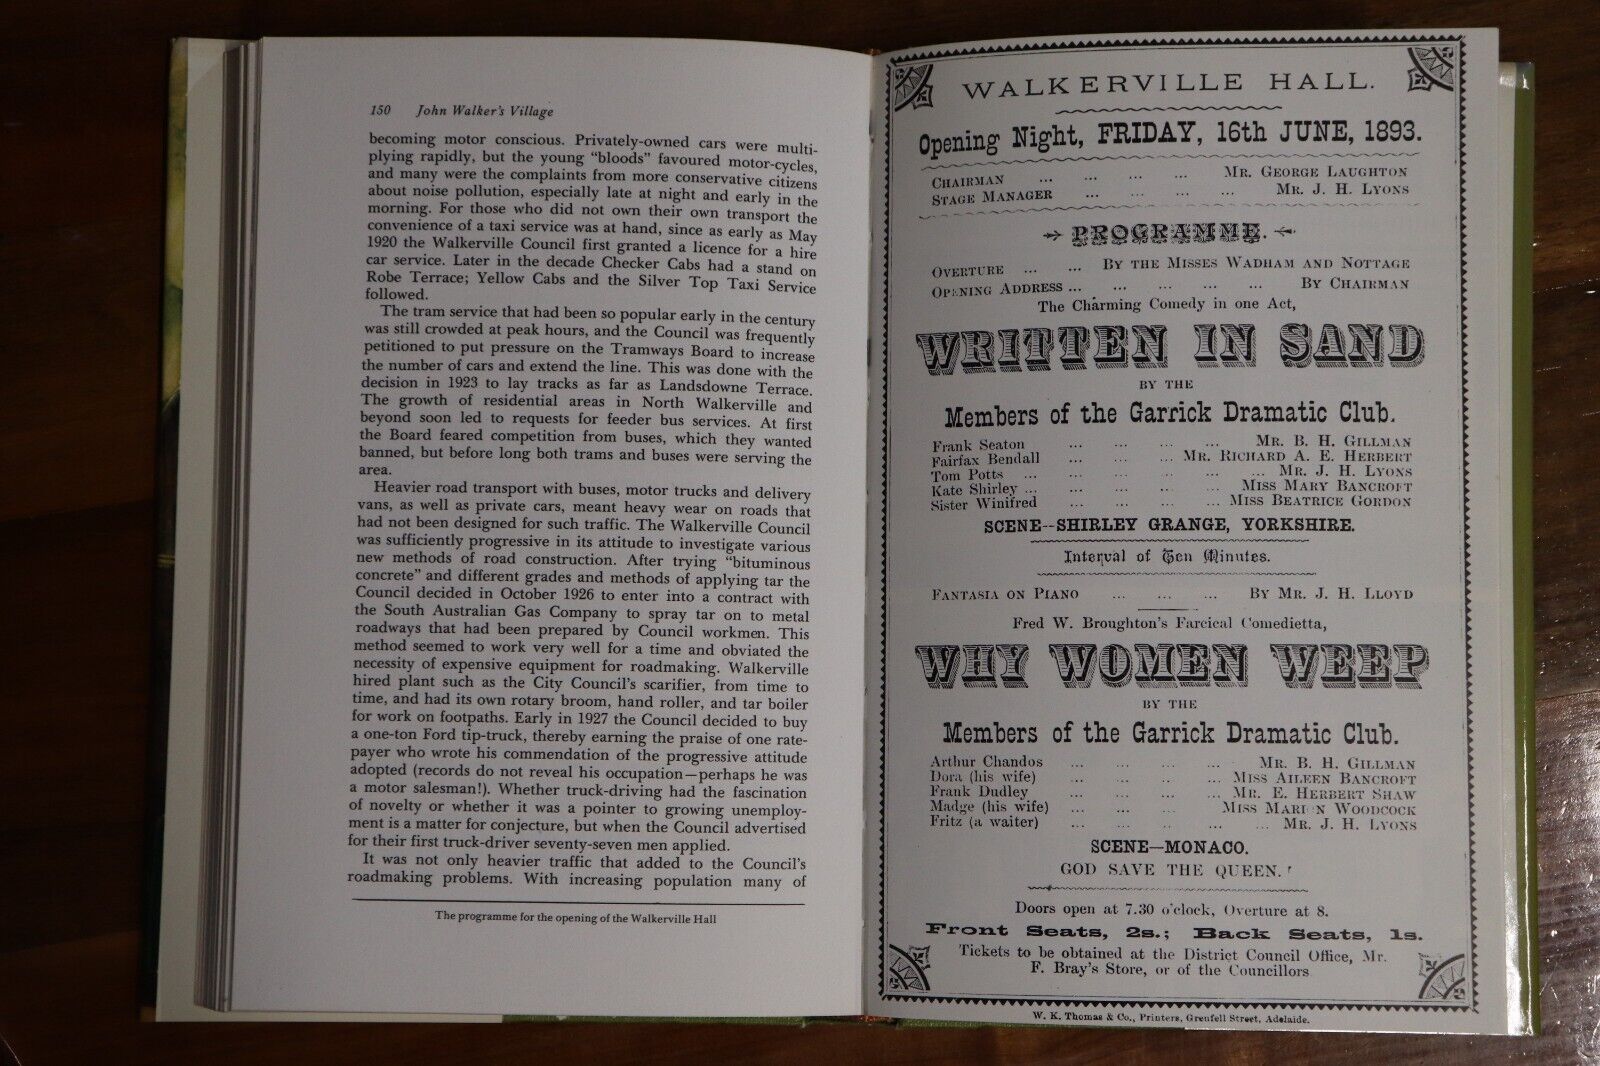 150 John Walker's Village
becoming motor conscious. Privately-owned cars were multi-
plying rapidly, but the young "bloods" favoured motor-cycles,
and many were the complaints from more conservative citizens
about noise pollution, especially late at night and early in the
morning. For those who did not own their own transport the
convenience of a taxi service was at hand, since as early as May
1920 the Walkerville Council first granted a licence for a hire
car service. Later in the decade Checker Cabs had a stand on
Robe Terrace; Yellow Cabs and the Silver Top Taxi Service
followed.
The tram service that had been so popular early in the century
was still crowded at peak hours, and the Council was frequently
petitioned to put pressure on the Tramways Board to increase
the number of cars and extend the line. This was done with the
decision in 1923 to lay tracks as far as Landsdowne Terrace.
The growth of residential areas in North Walkerville and
beyond soon led to requests for feeder bus services. At first
the Board feared competition from buses, which they wanted
banned, but before long both trams and buses were serving the
area.
Heavier road transport with buses, motor trucks and delivery
vans, as well as private cars, meant heavy wear on roads that
had not been designed for such traffic. The Walkerville Council
was sufficiently progressive in its attitude to investigate various
new methods of road construction. After trying "bituminous
concrete" and different grades and methods of applying tar the
Council decided in October 1926 to enter into a contract with
the South Australian Gas Company to spray tar on to metal
roadways that had been prepared by Council workmen. This
method seemed to work very well for a time and obviated the
necessity of expensive equipment for roadmaking. Walkerville
hired plant such as the City Council's scarifier, from time to
time, and had its own rotary broom, hand roller, and tar boiler
for work on footpaths. Early in 1927 the Council decided to buy
a one-ton Ford tip-truck, thereby earning the praise of one rate-
payer who wrote his commendation of the progressive attitude
adopted (records do not reveal his occupation—perhaps he was
a motor salesman!). Whether truck-driving had the fascination
of novelty or whether it was a pointer to growing unemploy-
ment is a matter for conjecture, but when the Council advertised
for their first truck-driver seventy-seven men applied.
It was not only heavier traffic that added to the Council's
roadmaking problems. With increasing population many of
The programme for the opening of the Walkerville Hall
WALKERVILLE HALL.
Opening Night, FRIDAY, 16th JUNE, 1893.
CHAIRMAN ... ... ... ... MR. GEORGE LAUGHTON
STAGE MANAGER ... ... ... ... MR. J. H. LYONS
PROGRAMME.
OVERTURE ... ... BY THE MISSES WADHAM AND NOTTAGE
OPENING ADDRESS ... ... ... ... ... BY CHAIRMAN
The Charming Comedy in one Act,
WRITTEN IN SAND
BY THE
Members of the Garrick Dramatic Club.
Frank Seaton ... ... ... ... MR. B. H. GILLMAN
Fairfax Bendall ... ... ... MR. RICHARD A. E. HERBERT
Tom Potts ... ... ... ... ... ... MR. J. H. LYONS
Kate Shirley ... ... ... ... ... MISS MARY BANCROFT
Sister Winifred ... ... ... ... MISS BEATRICE GORDON
SCENE--SHIRLEY GRANGE, YORKSHIRE.
Interval of Ten Minutes.
FANTASIA ON PIANO ... ... ... BY MR. J. H. LLOYD
Fred W. Broughton's Farcical Comedietta,
WHY WOMEN WEEP
BY THE
Members of the Garrick Dramatic Club.
Arthur Chandos ... ... ... ... MR. B. H. GILLMAN
Dora (his wife) ... ... .. ... MISS AILEEN BANCROFT
Frank Dudley ... ... ... ... MR. E. HERBERT SHAW
Madge (his wife) ... ... ... MISS MARION WOODCOCK
Fritz (a waiter) ... ... .. ... ... MR. J. H. LYONS
SCENE—MONACO.
GOD SAVE THE QUEEN.
Doors open at 7.30 o'clock, Overture at 8.
Front Seats, 2s.; Back Seats, 1s.
Tickets to be obtained at the District Council Office, Mr.
F. Bray's Store, or of the Councillors
W. K. Thomas & Co., Printers, Grenfell Street, Adelaide.